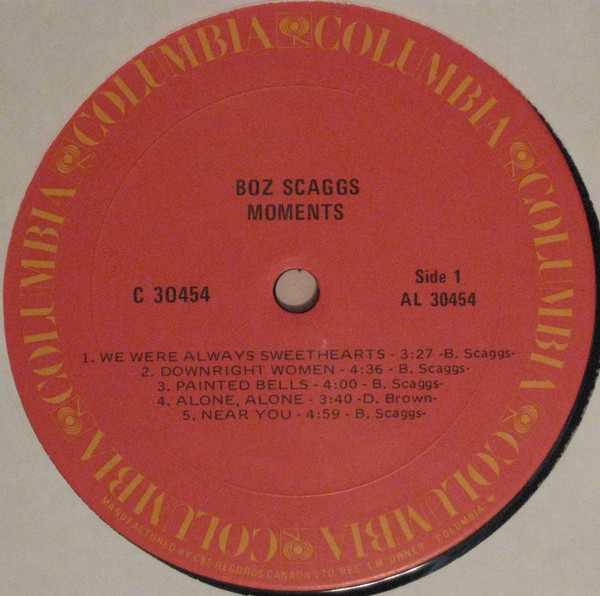 COLUMBIA COLUMBIA COLUMBIA COLUMBIA COLUMBIA COLUMBIA COLUMBIA
BOZ SCAGGS
MOMENTS
C 30454
Side 1
AL 30454
1. WE WERE ALWAYS SWEETHEARTS - 3:27 -B. Scaggs-
2. DOWNRIGHT WOMEN - 4:36 - B. Scaggs-
3. PAINTED BELLS - 4:00 - B. Scaggs-
4. ALONE, ALONE - 3:40 -D. Brown-
5. NEAR YOU - 4:59 - B. Scaggs-
MANUFACTURED BY CBS RECORDS CANADA LTD. REG. T.M. OWNER - COLUMBIA